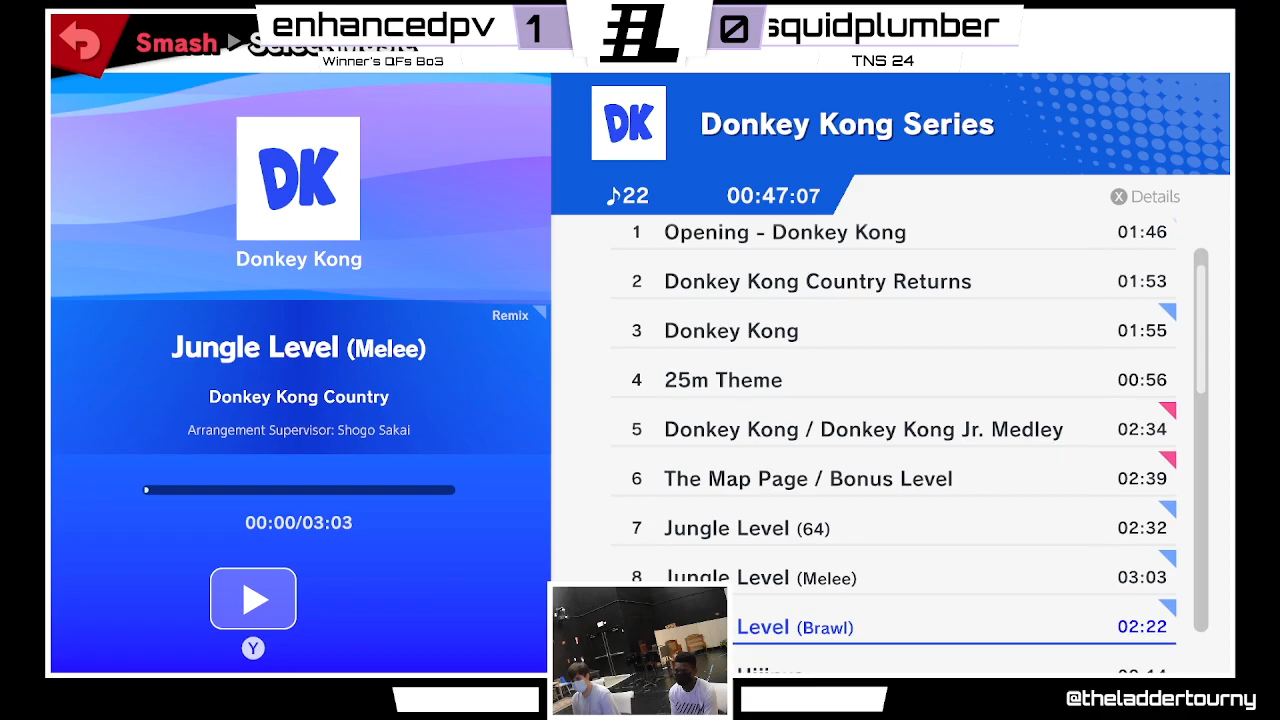 enhancedpv 1
0 squidplumber
Winner's QFs Bo3
TNS 24
Smash
DK
Donkey Kong
Remix
Jungle Level (Melee)
Donkey Kong Country
Arrangement Supervisor: Shogo Sakai
00:00/03:03
Y
DK
Donkey Kong Series
♪22 00:47:07
X Details
1 Opening - Donkey Kong 01:46
2 Donkey Kong Country Returns 01:53
3 Donkey Kong 01:55
4 25m Theme 00:56
5 Donkey Kong / Donkey Kong Jr. Medley 02:34
6 The Map Page / Bonus Level 02:39
7 Jungle Level (64) 02:32
8 Jungle Level (Melee) 03:03
Level (Brawl) 02:22
@theladdertourny